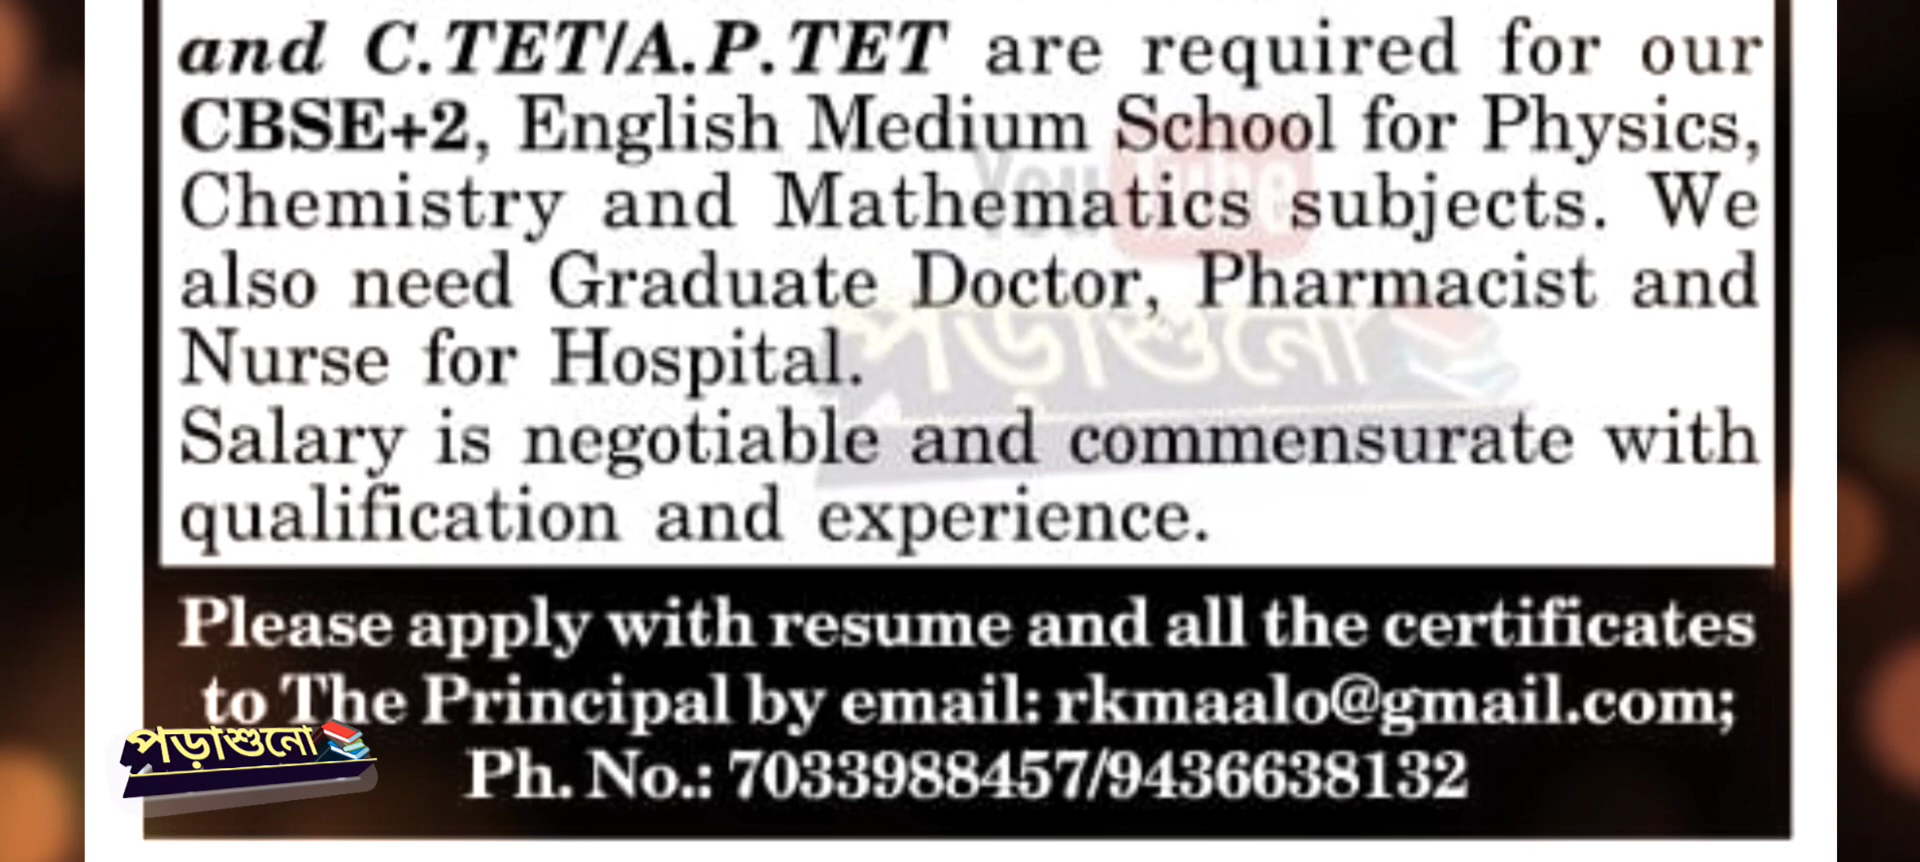 and C.TET/A.P.TET are required for our
CBSE+2, English Medium School for Physics,
Chemistry and Mathematics subjects. We
also need Graduate Doctor, Pharmacist and
Nurse for Hospital.
Salary is negotiable and commensurate with
qualification and experience.
YouTube
পড়াশুনো
Please apply with resume and all the certificates
to The Principal by email: rkmaalo@gmail.com;
Ph. No.: 7033988457/9436638132
পড়াশুনো